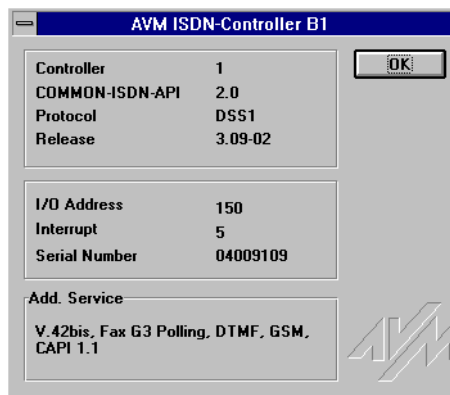 AVM ISDN-Controller B1
Controller 1
COMMON-ISDN-API 2.0
Protocol DSS1
Release 3.09-02
OK
I/O Address 150
Interrupt 5
Serial Number 04009109
Add. Service
V.42bis, Fax G3 Polling, DTMF, GSM,
CAPI 1.1
AVM